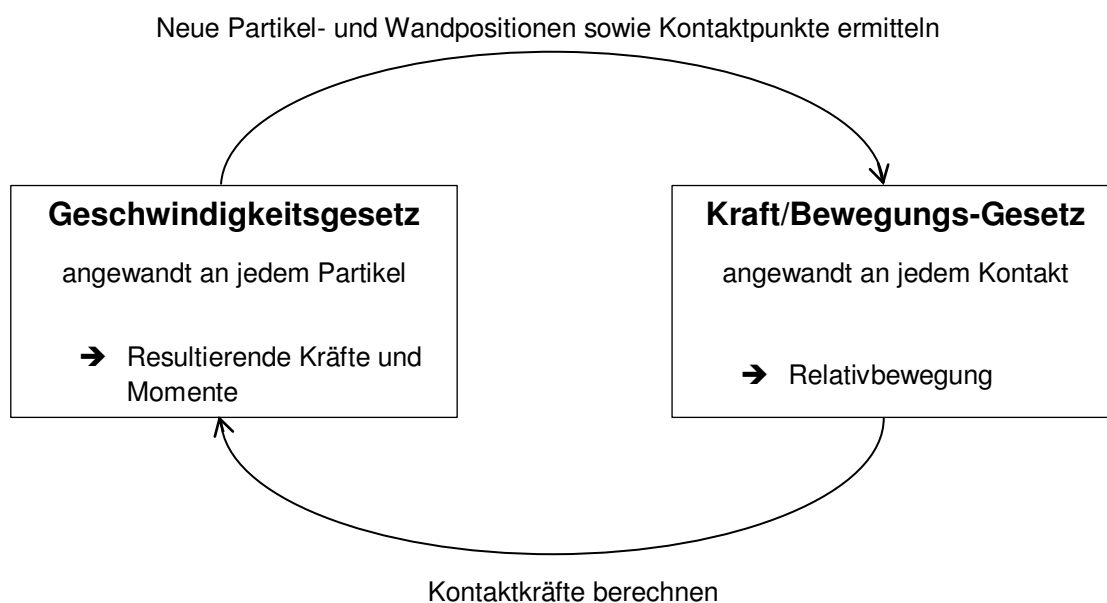 Neue Partikel- und Wandpositionen sowie Kontaktpunkte ermitteln
Geschwindigkeitsgesetz
angewandt an jedem Partikel
➔ Resultierende Kräfte und
Momente
Kraft/Bewegungs-Gesetz
angewandt an jedem Kontakt
➔ Relativbewegung
Kontaktkräfte berechnen